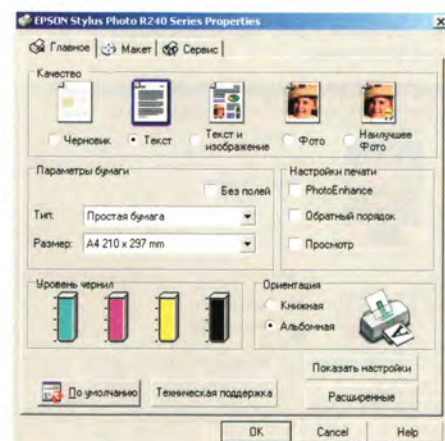 EPSON Stylus Photo R240 Series Properties
Главное Макет Сервис
Качество
Черновик Текст Текст и изображение Фото Наилучшее Фото
Параметры бумаги
Без полей
Тип: Простая бумага
Размер: A4 210 x 297 mm
Настройки печати
PhotoEnhance
Обратный порядок
Просмотр
Уровень чернил
Ориентация
Книжная
Альбомная
Показать настройки
По умолчанию Техническая поддержка Расширенные
OK Cancel Help